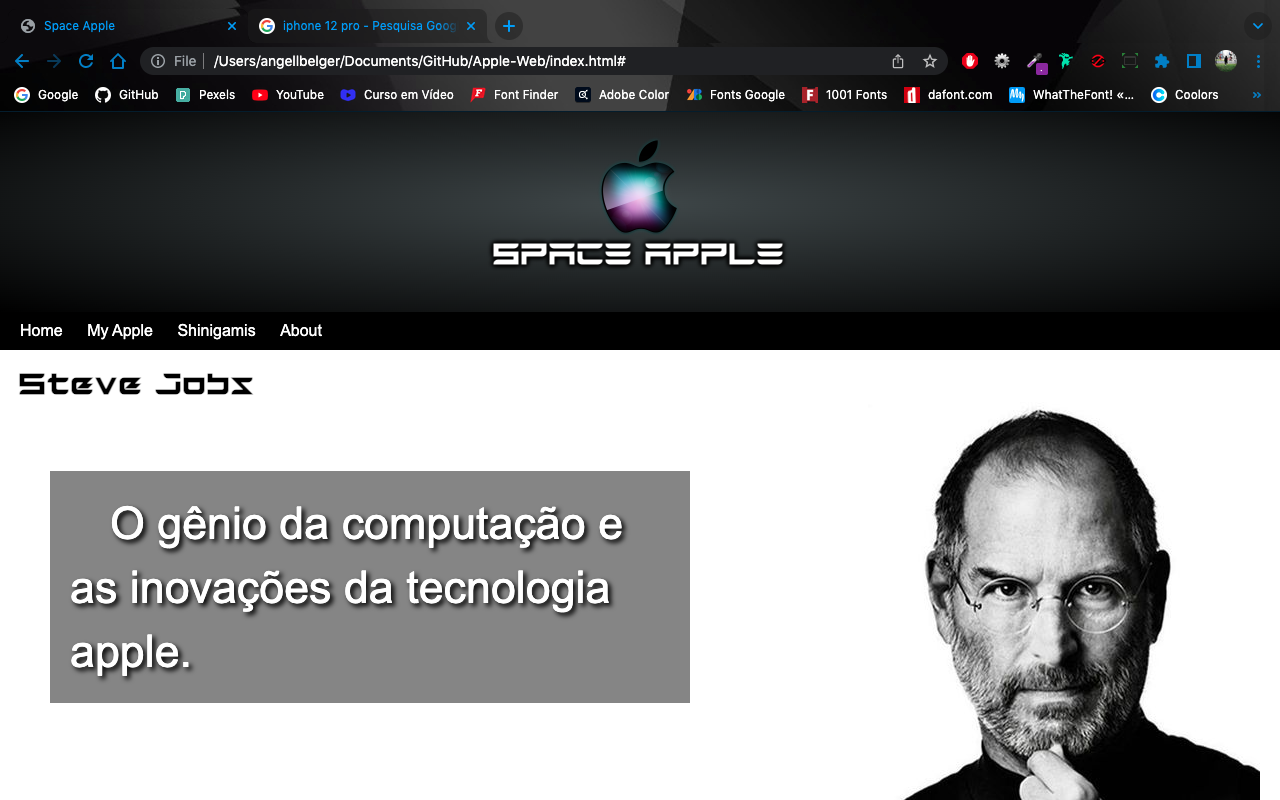 Space Apple
iphone 12 pro - Pesquisa Goog
File
/Users/angellbelger/Documents/GitHub/Apple-Web/index.html#
Google
GitHub
Pexels
YouTube
Curso em Vídeo
Font Finder
Adobe Color
Fonts Google
1001 Fonts
dafont.com
WhatTheFont! «...
Coolors
»
SPACE APPLE
Home
My Apple
Shinigamis
About
Steve Jobs
O gênio da computação e
as inovações da tecnologia
apple.